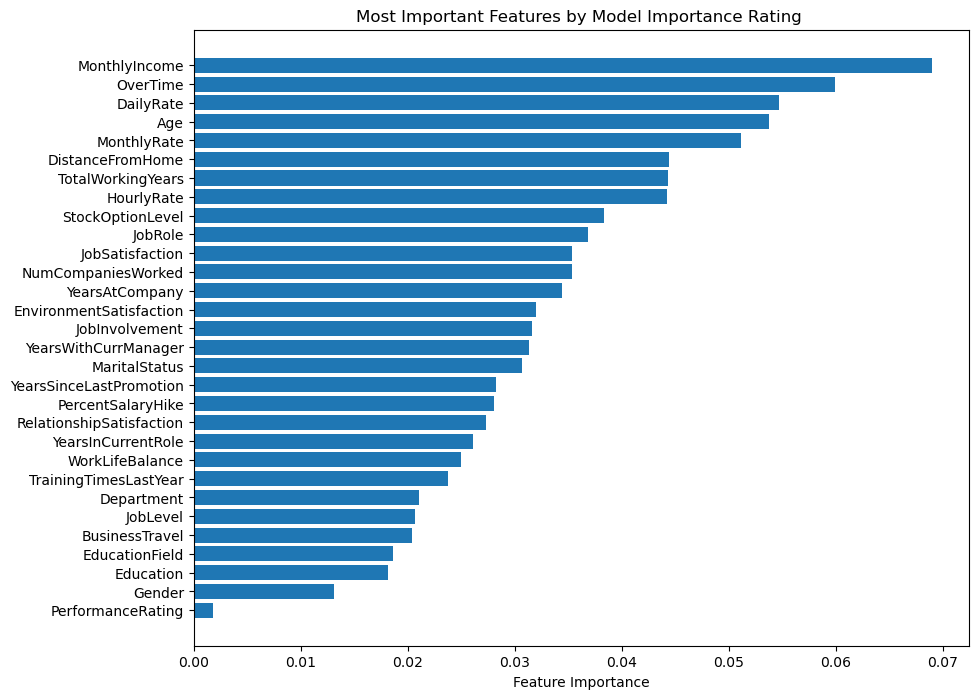 Most Important Features by Model Importance Rating
MonthlyIncome
OverTime
DailyRate
Age
MonthlyRate
DistanceFromHome
TotalWorkingYears
HourlyRate
StockOptionLevel
JobRole
JobSatisfaction
NumCompaniesWorked
YearsAtCompany
EnvironmentSatisfaction
JobInvolvement
YearsWithCurrManager
MaritalStatus
YearsSinceLastPromotion
PercentSalaryHike
RelationshipSatisfaction
YearsInCurrentRole
WorkLifeBalance
TrainingTimesLastYear
Department
JobLevel
BusinessTravel
EducationField
Education
Gender
PerformanceRating
0.00 0.01 0.02 0.03 0.04 0.05 0.06 0.07
Feature Importance